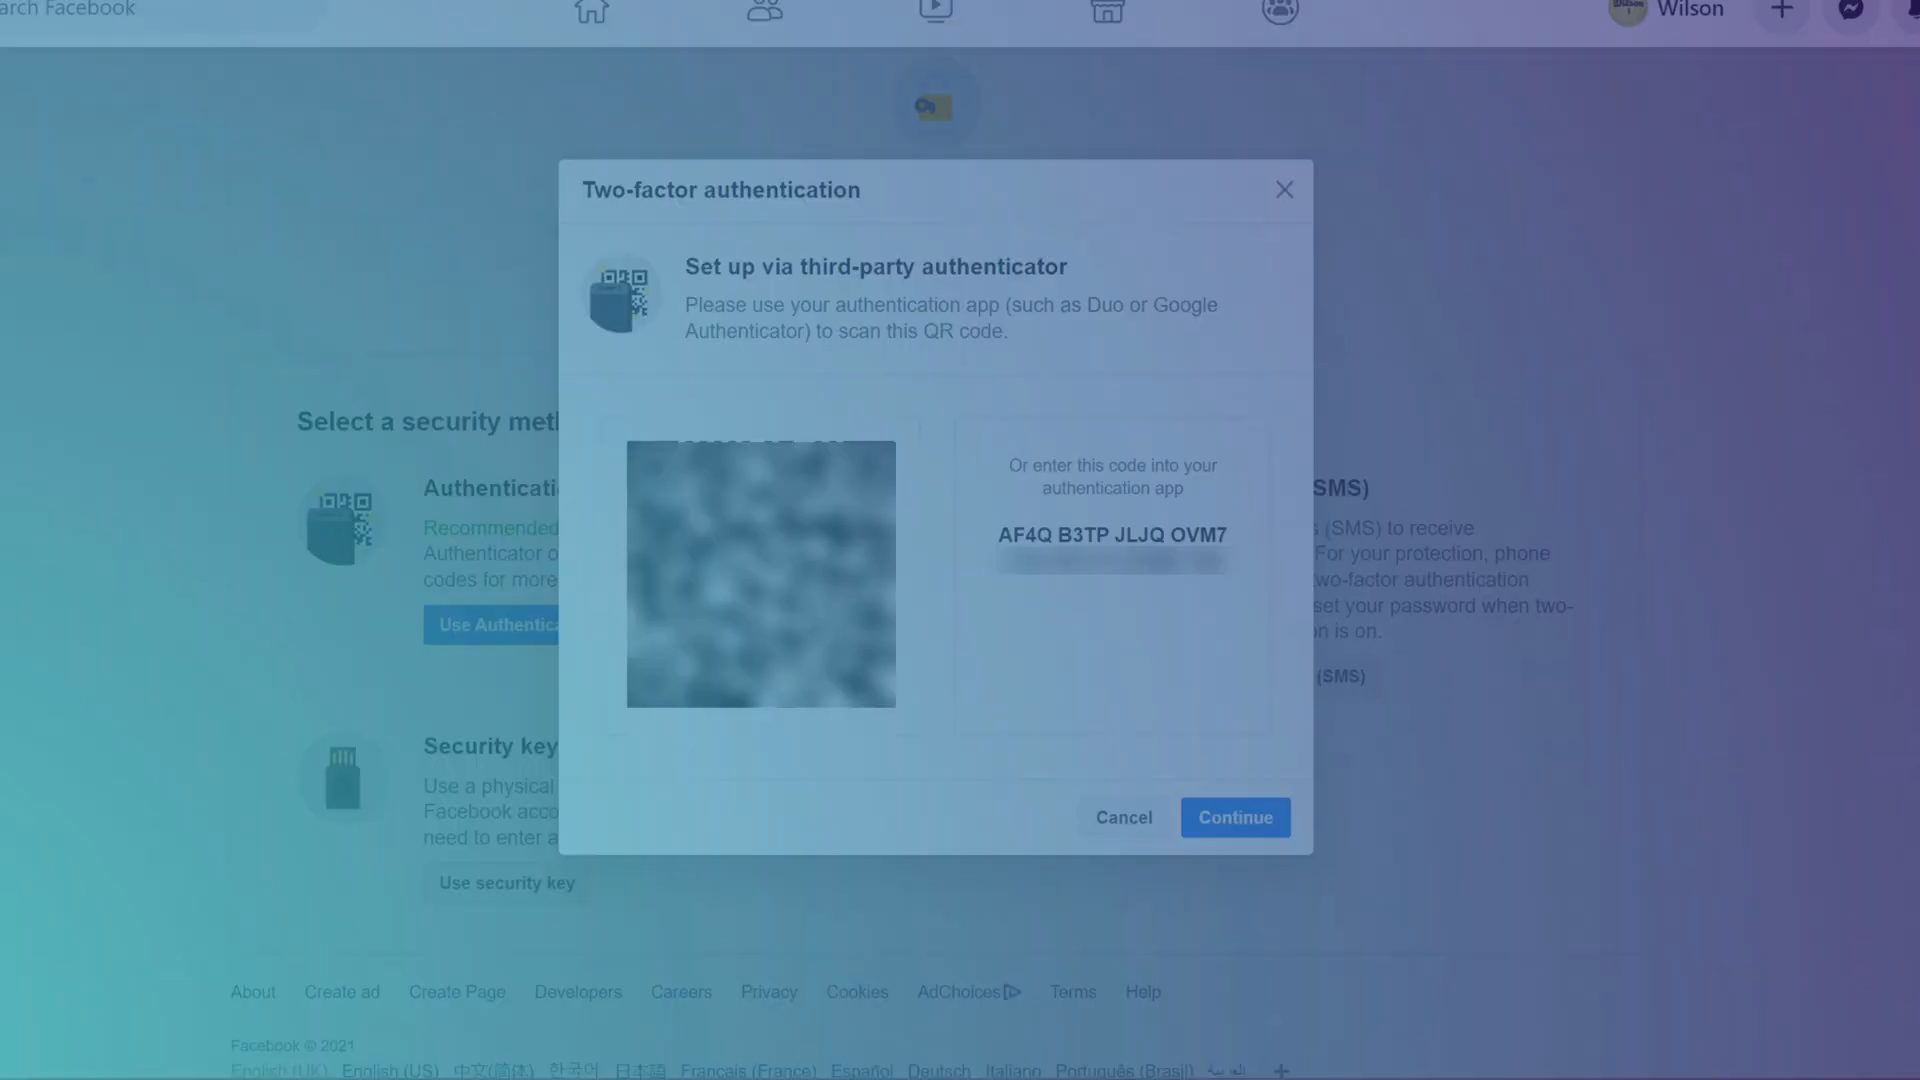 arch Facebook
Wilson
Two-factor authentication
Set up via third-party authenticator
Please use your authentication app (such as Duo or Google
Authenticator) to scan this QR code.
Select a security meth
Authenticati
Recommended
Authenticator o
codes for more
Use Authentica
Or enter this code into your
authentication app
AF4Q B3TP JLJQ OVM7
SMS)
(SMS) to receive
For your protection, phone
two-factor authentication
set your password when two-
n is on.
(SMS)
Security key
Use a physical
Facebook acco
need to enter a
Use security key
Cancel
Continue
About Create ad Create Page Developers Careers Privacy Cookies AdChoices Terms Help
Facebook © 2021
English (UK) English (US) 中文(简体) 한국어 日本語 Français (France) Español Deutsch Italiano Português (Brasil) العربية